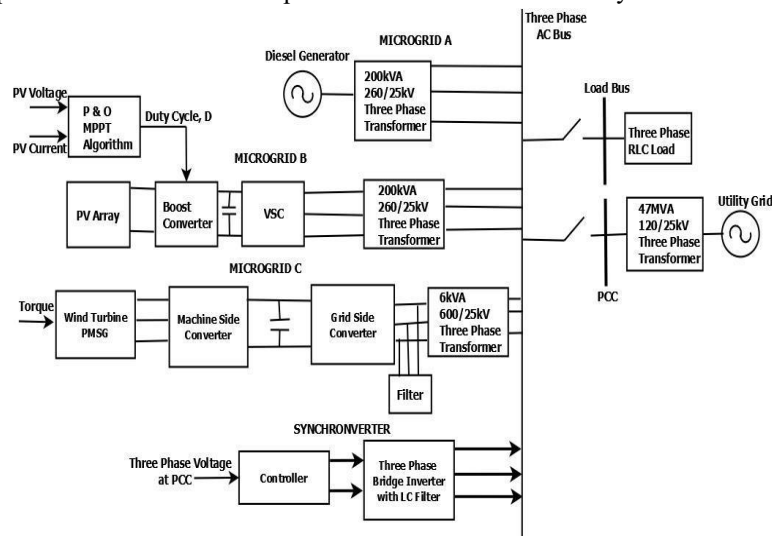 Three Phase
AC Bus
MICROGRID A
Diesel Generator
200kVA
260/25kV
Three Phase
Transformer
PV Voltage
PV Current
P & O
MPPT
Algorithm
Duty Cycle, D
Load Bus
Three Phase
RLC Load
MICROGRID B
PV Array
Boost
Converter
VSC
200kVA
260/25kV
Three Phase
Transformer
Utility Grid
47MVA
120/25kV
Three Phase
Transformer
PCC
MICROGRID C
Torque
Wind Turbine
PMSG
Machine Side
Converter
Grid Side
Converter
6kVA
600/25kV
Three Phase
Transformer
Filter
SYNCHRONVERTER
Three Phase Voltage
at PCC
Controller
Three Phase
Bridge Inverter
with LC Filter